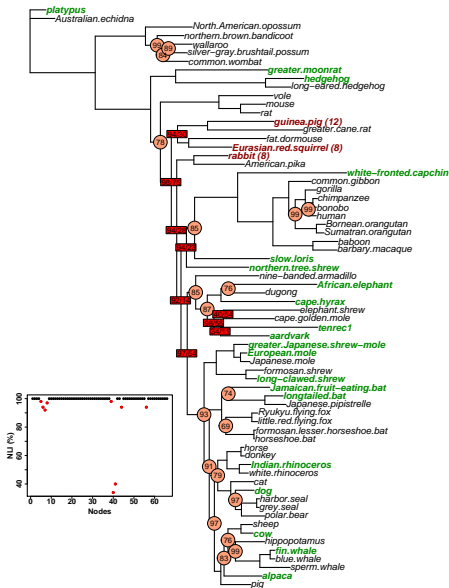 platypus
Australian.echidna
North.American.opossum
northern.brown.bandicoot
wallaroo
silver-gray.brushtail.possum
common.wombat
greater.moonrat
hedgehog
long-eared.hedgehog
vole
mouse
rat
guinea.pig (12)
greater.cane.rat
fat.dormouse
Eurasian.red.squirrel (8)
rabbit (8)
American.pika
white-fronted.capchin
common.gibbon
gorilla
chimpanzee
bonobo
human
Bornean.orangutan
Sumatran.orangutan
baboon
barbary.macaque
slow.loris
northern.tree.shrew
nine-banded.armadillo
African.elephant
dugong
cape.hyrax
elephant.shrew
cape.golden.mole
tenrec1
aardvark
greater.Japanese.shrew-mole
European.mole
Japanese.mole
formosan.shrew
long-clawed.shrew
Jamaican.fruit-eating.bat
longtailed.bat
Japanese.pipistrelle
Ryukyu.flying.fox
little.red.flying.fox
formosan.lesser.horseshoe.bat
horseshoe.bat
horse
donkey
Indian.rhinoceros
white.rhinoceros
cat
dog
harbor.seal
grey.seal
polar.bear
sheep
cow
hippopotamus
fin.whale
blue.whale
sperm.whale
alpaca
pig
99
89
84
78
99
99
85
85
76
87
74
93
69
91
79
97
97
76
99
83
NLI (%)
100
80
60
40
0
10
20
30
40
50
60
Nodes